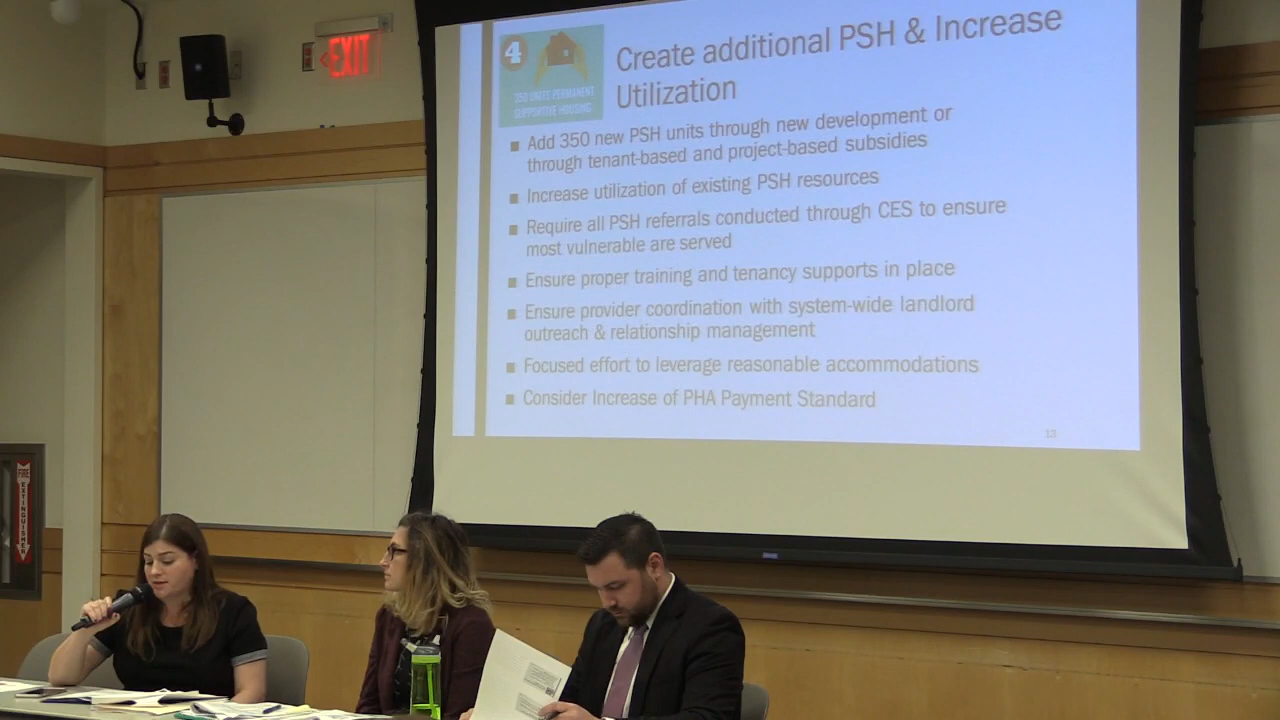 EXIT
4
350 UNITS PERMANENT
SUPPORTIVE HOUSING
Create additional PSH & Increase
Utilization
■ Add 350 new PSH units through new development or
through tenant-based and project-based subsidies
■ Increase utilization of existing PSH resources
■ Require all PSH referrals conducted through CES to ensure
most vulnerable are served
■ Ensure proper training and tenancy supports in place
■ Ensure provider coordination with system-wide landlord
outreach & relationship management
■ Focused effort to leverage reasonable accommodations
■ Consider Increase of PHA Payment Standard
13
FIRE
EXTINGUISHER